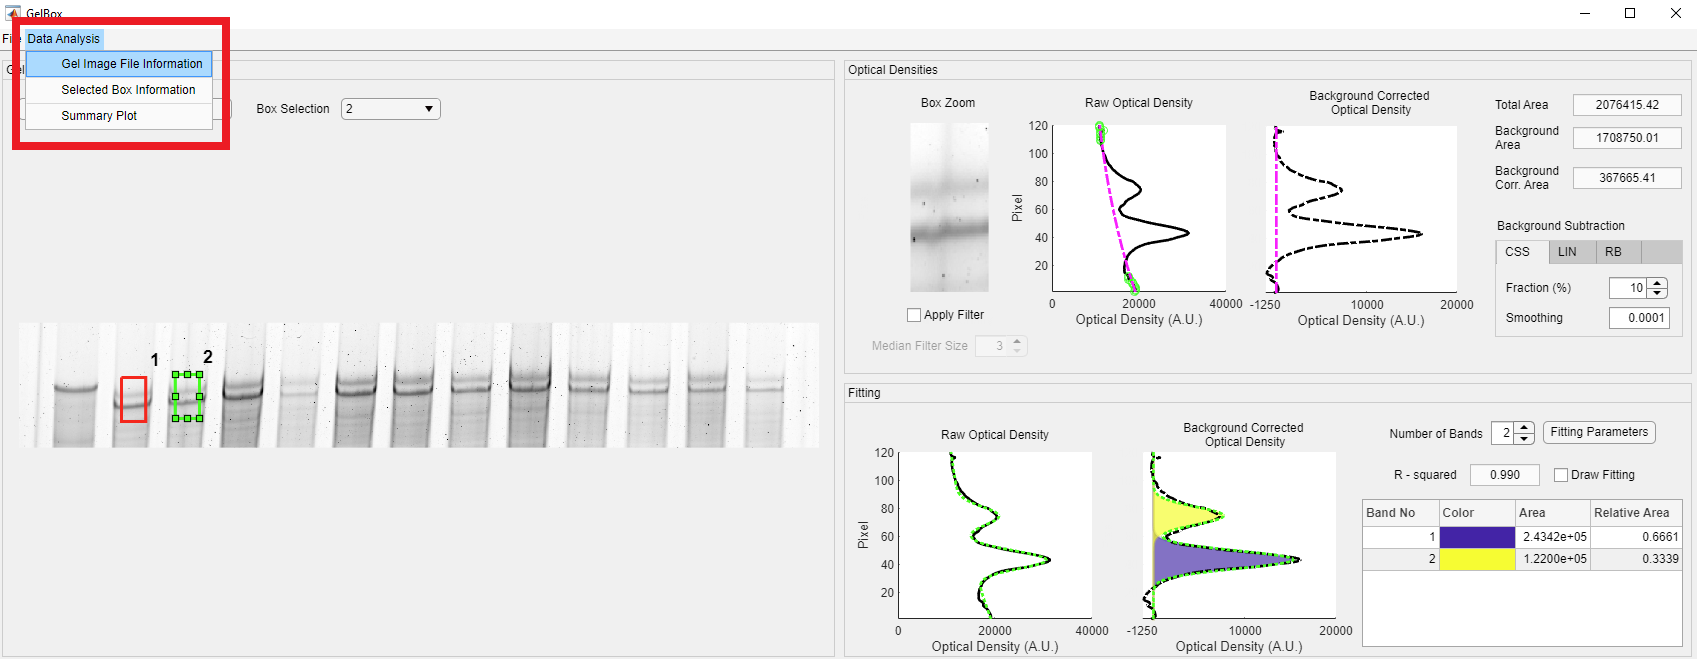 GelBox
Data Analysis
Gel Image File Information
Selected Box Information
Summary Plot
Box Selection
2
1
2
Optical Densities
Box Zoom
Apply Filter
Median Filter Size
3
Raw Optical Density
Pixel
120
100
80
60
40
20
0
20000
40000
Optical Density (A.U.)
Background Corrected
Optical Density
-1250
10000
20000
Optical Density (A.U.)
Total Area
2076415.42
Background
Area
1708750.01
Background
Corr. Area
367665.41
Background Subtraction
CSS LIN RB
Fraction (%)
10
Smoothing
0.0001
Fitting
Raw Optical Density
Pixel
120
100
80
60
40
20
0
20000
40000
Optical Density (A.U.)
Background Corrected
Optical Density
-1250
10000
20000
Optical Density (A.U.)
Number of Bands
2
Fitting Parameters
R - squared
0.990
Draw Fitting
Band No Color Area Relative Area
1 2.4342e+05 0.6661
2 1.2200e+05 0.3339